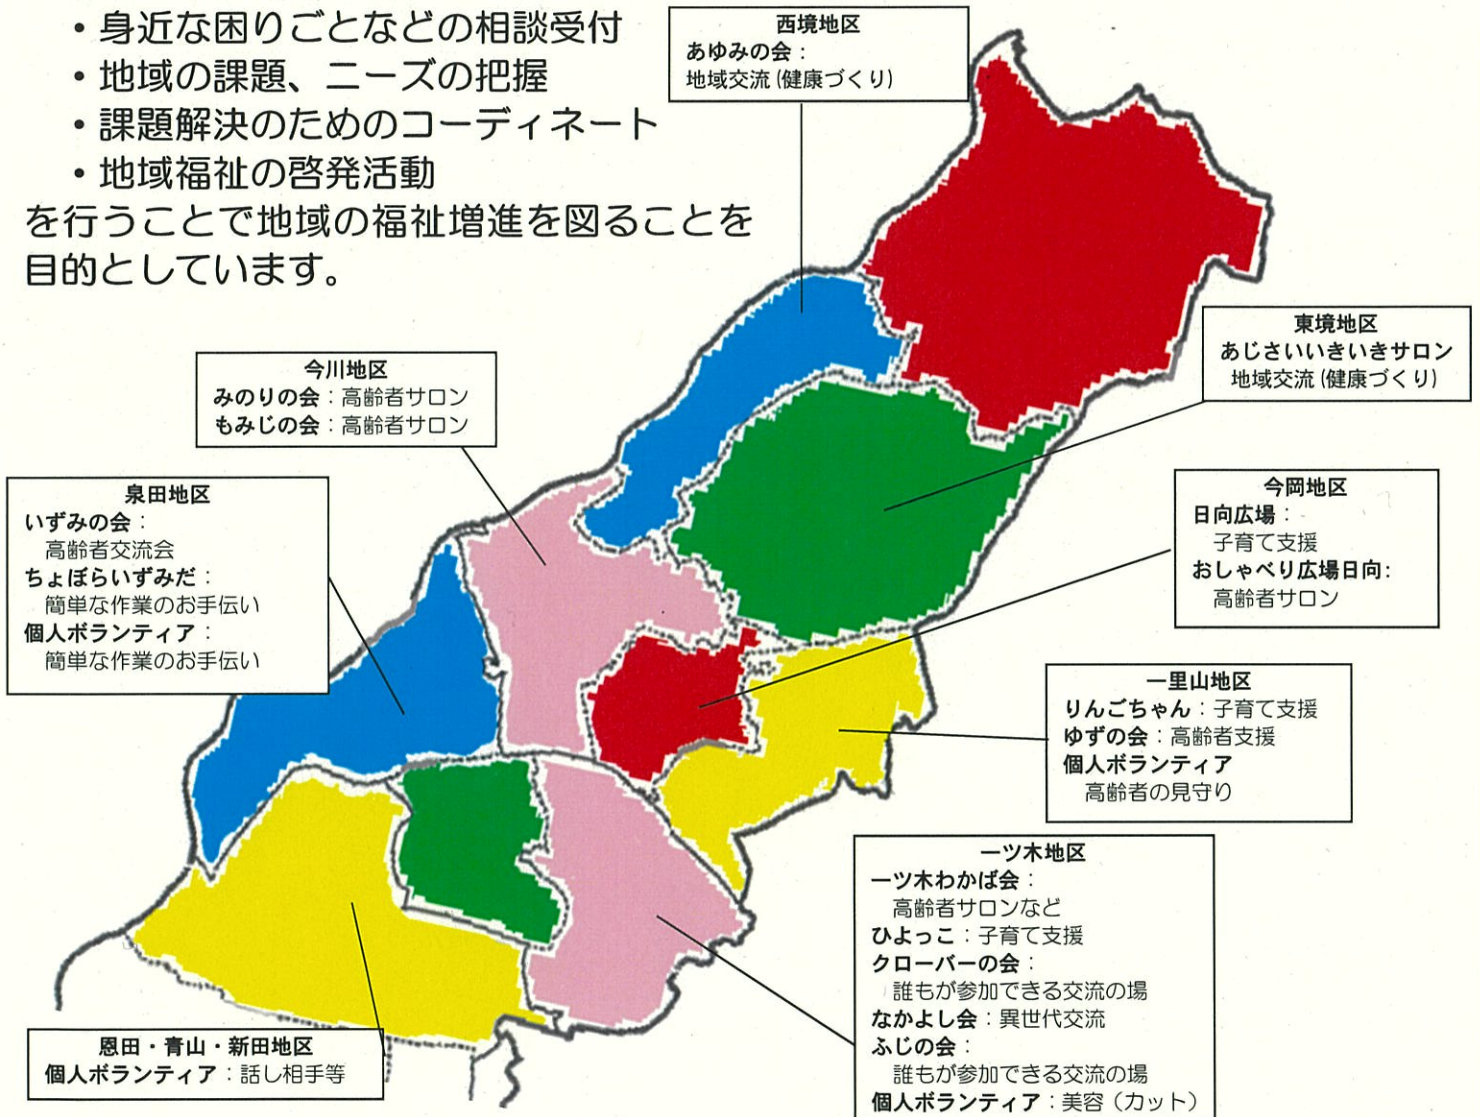 ・身近な困りごとなどの相談受付
・地域の課題、ニーズの把握
・課題解決のためのコーディネート
・地域福祉の啓発活動
を行うことで地域の福祉増進を図ることを
目的としています。
西境地区
あゆみの会：
地域交流(健康づくり)
東境地区
あじさいいきいきサロン
地域交流(健康づくり)
今川地区
みのりの会：高齢者サロン
もみじの会：高齢者サロン
泉田地区
いずみの会：
高齢者交流会
ちょぼらいずみだ：
簡単な作業のお手伝い
個人ボランティア：
簡単な作業のお手伝い
今岡地区
日向広場：
子育て支援
おしゃべり広場日向：
高齢者サロン
一里山地区
りんごちゃん：子育て支援
ゆずの会：高齢者支援
個人ボランティア
高齢者の見守り
一ツ木地区
一ツ木わかば会：
高齢者サロンなど
ひよっこ：子育て支援
クローバーの会：
誰もが参加できる交流の場
なかよし会：異世代交流
ふじの会：
誰もが参加できる交流の場
個人ボランティア：美容（カット）
恩田・青山・新田地区
個人ボランティア：話し相手等